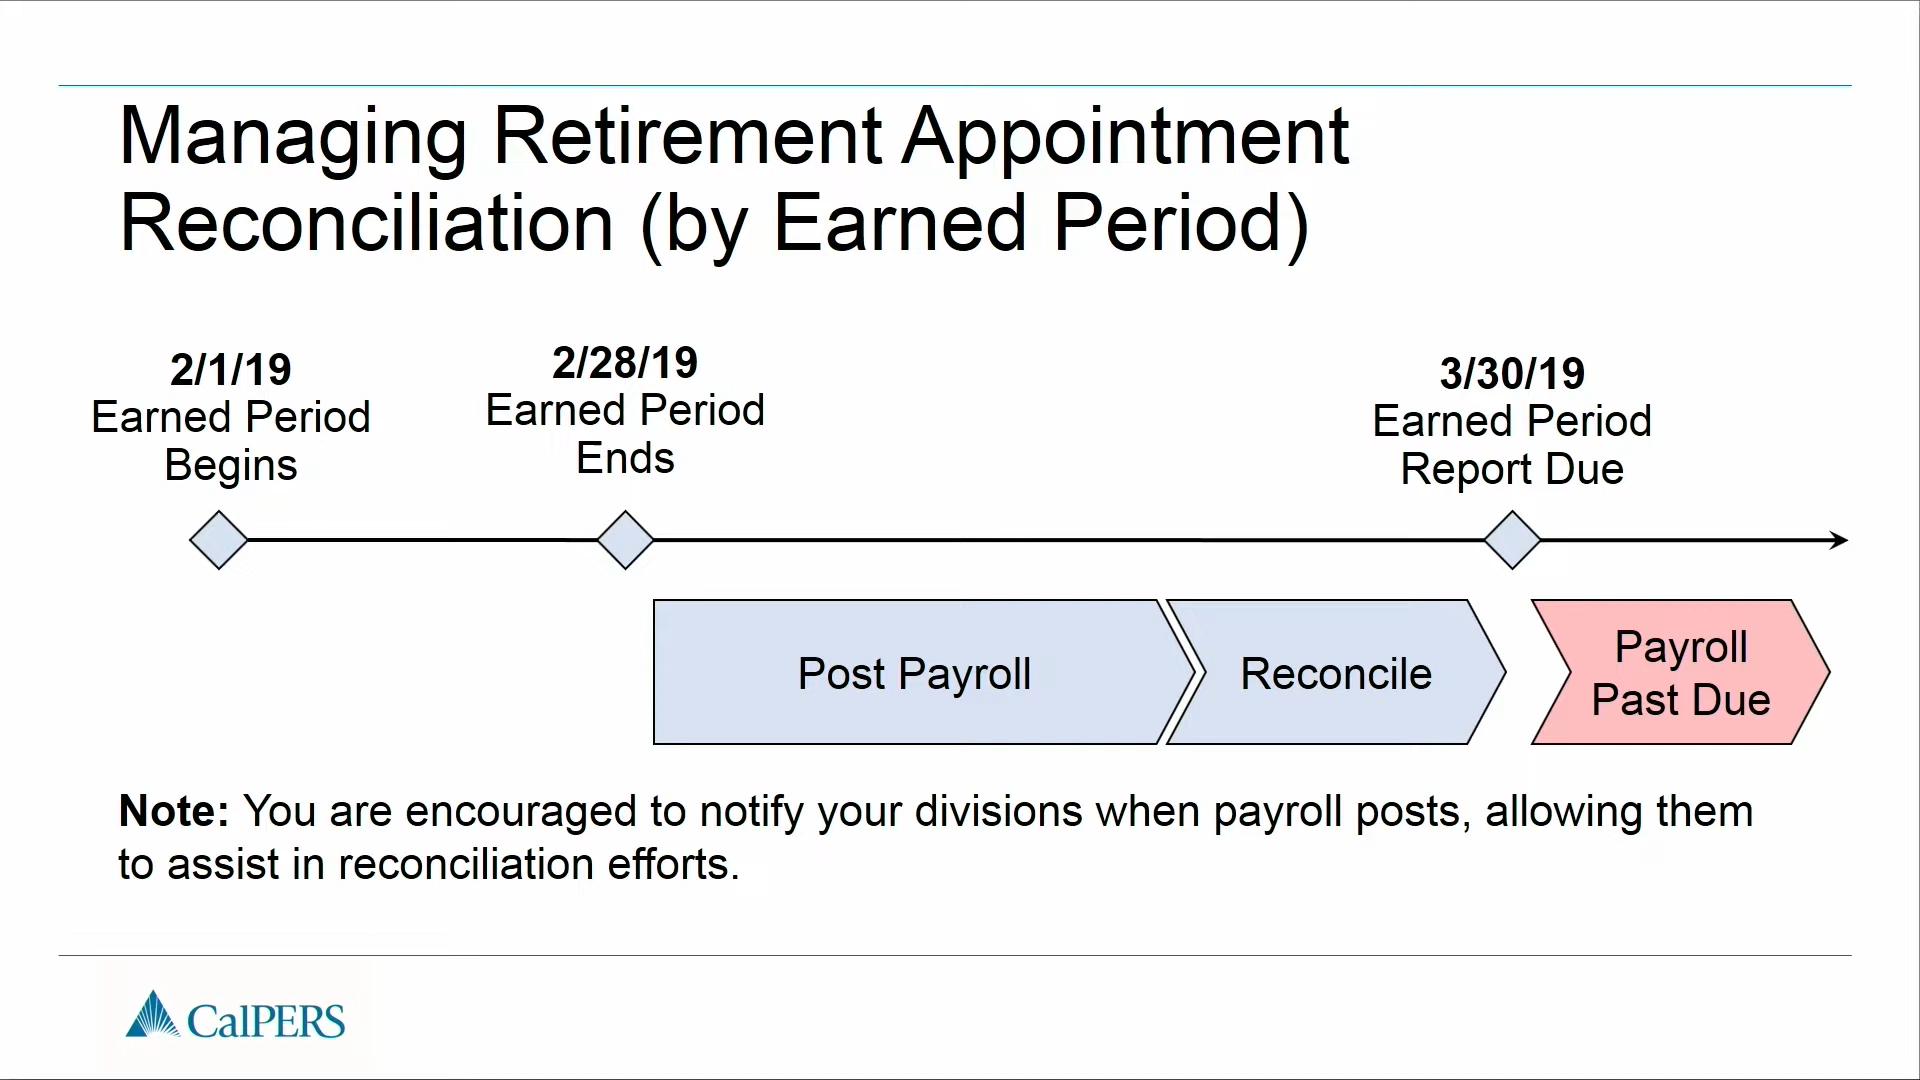 Managing Retirement Appointment
Reconciliation (by Earned Period)
2/1/19
Earned Period
Begins
2/28/19
Earned Period
Ends
3/30/19
Earned Period
Report Due
Post Payroll
Reconcile
Payroll
Past Due
Note: You are encouraged to notify your divisions when payroll posts, allowing them
to assist in reconciliation efforts.
CalPERS